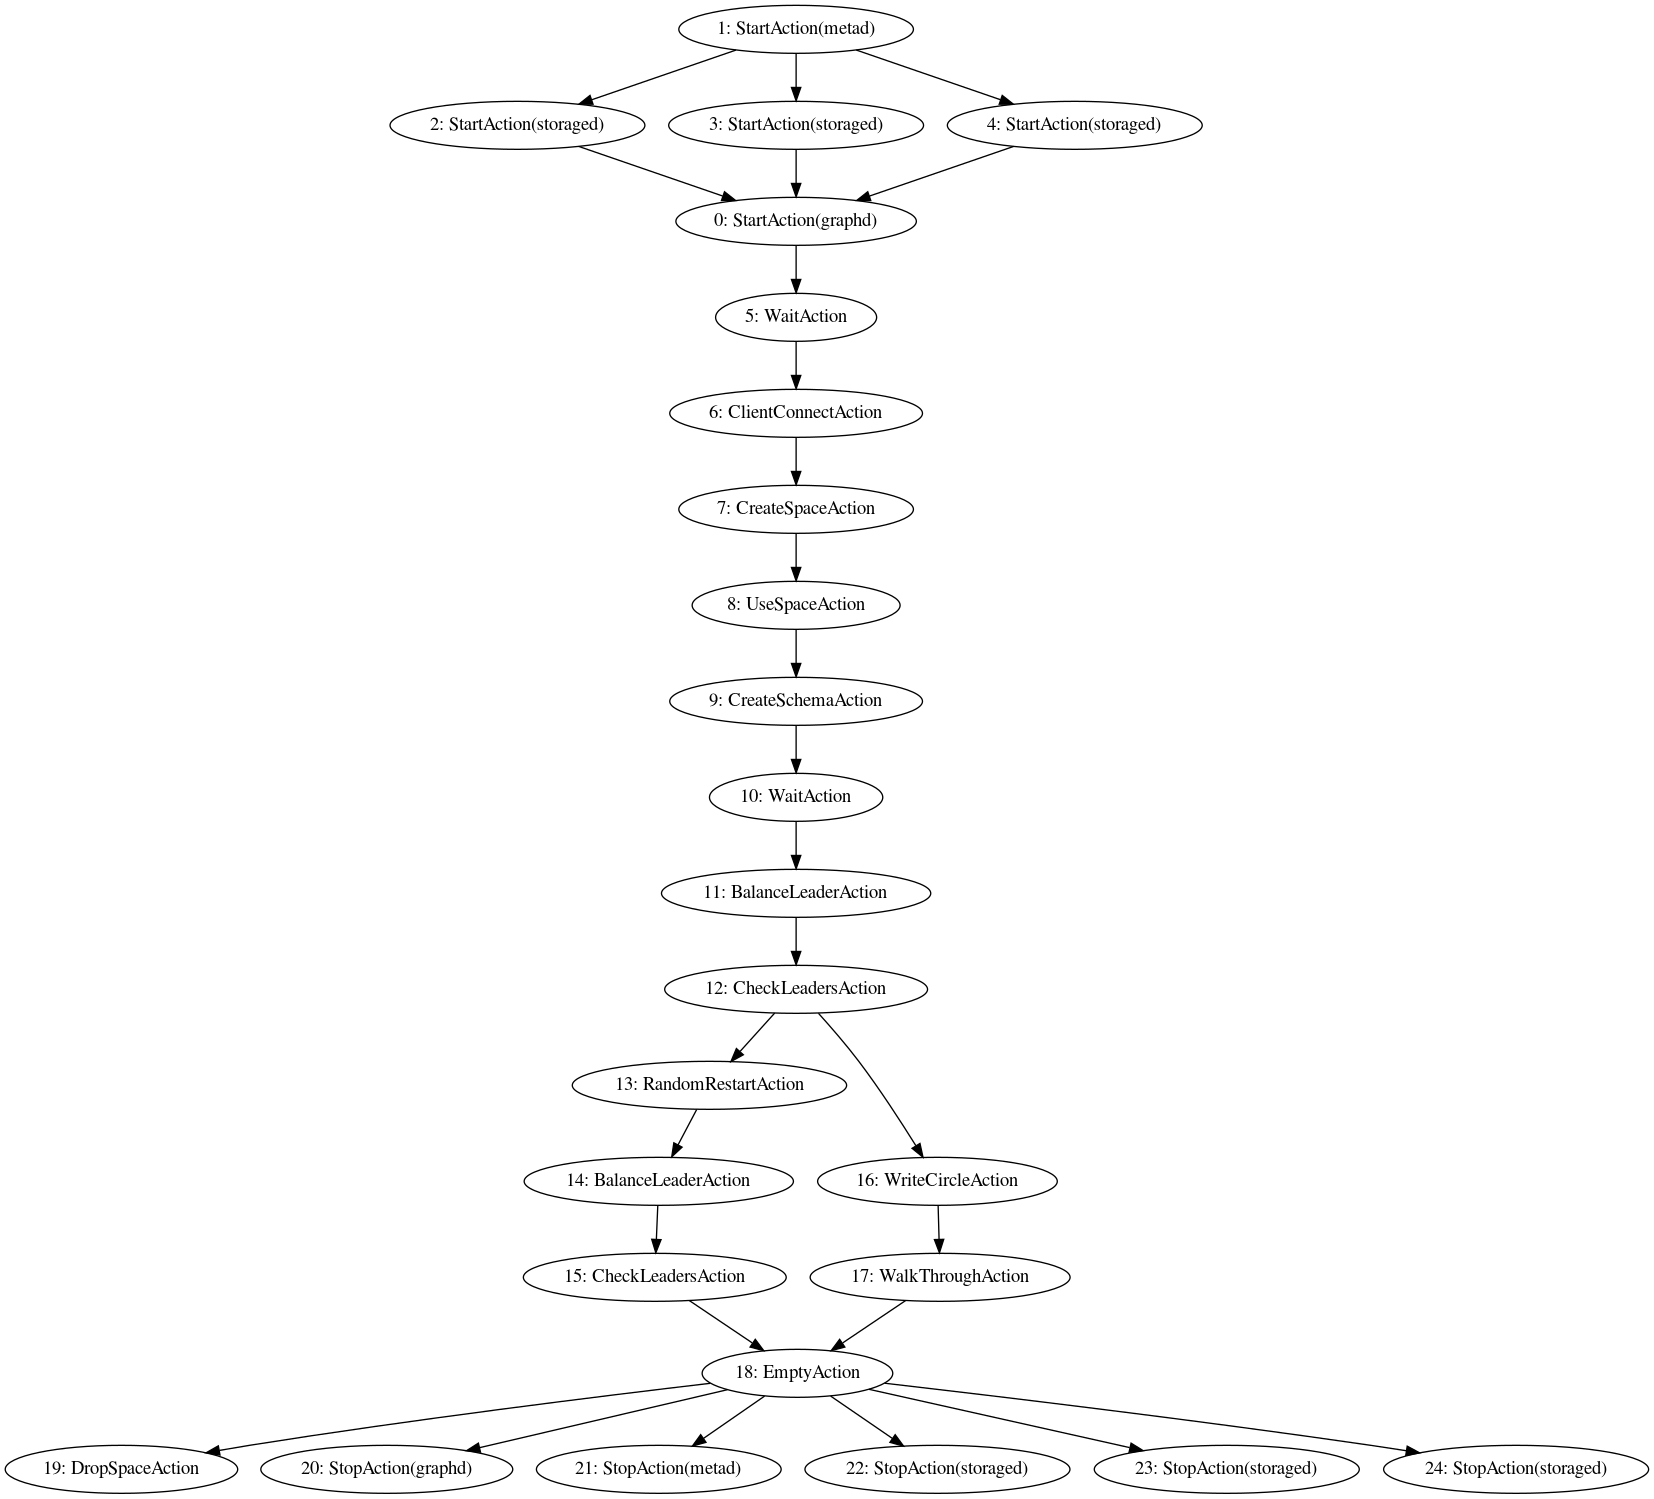 1: StartAction(metad)
2: StartAction(storaged)
3: StartAction(storaged)
4: StartAction(storaged)
0: StartAction(graphd)
5: WaitAction
6: ClientConnectAction
7: CreateSpaceAction
8: UseSpaceAction
9: CreateSchemaAction
10: WaitAction
11: BalanceLeaderAction
12: CheckLeadersAction
13: RandomRestartAction
14: BalanceLeaderAction
16: WriteCircleAction
15: CheckLeadersAction
17: WalkThroughAction
18: EmptyAction
19: DropSpaceAction
20: StopAction(graphd)
21: StopAction(metad)
22: StopAction(storaged)
23: StopAction(storaged)
24: StopAction(storaged)